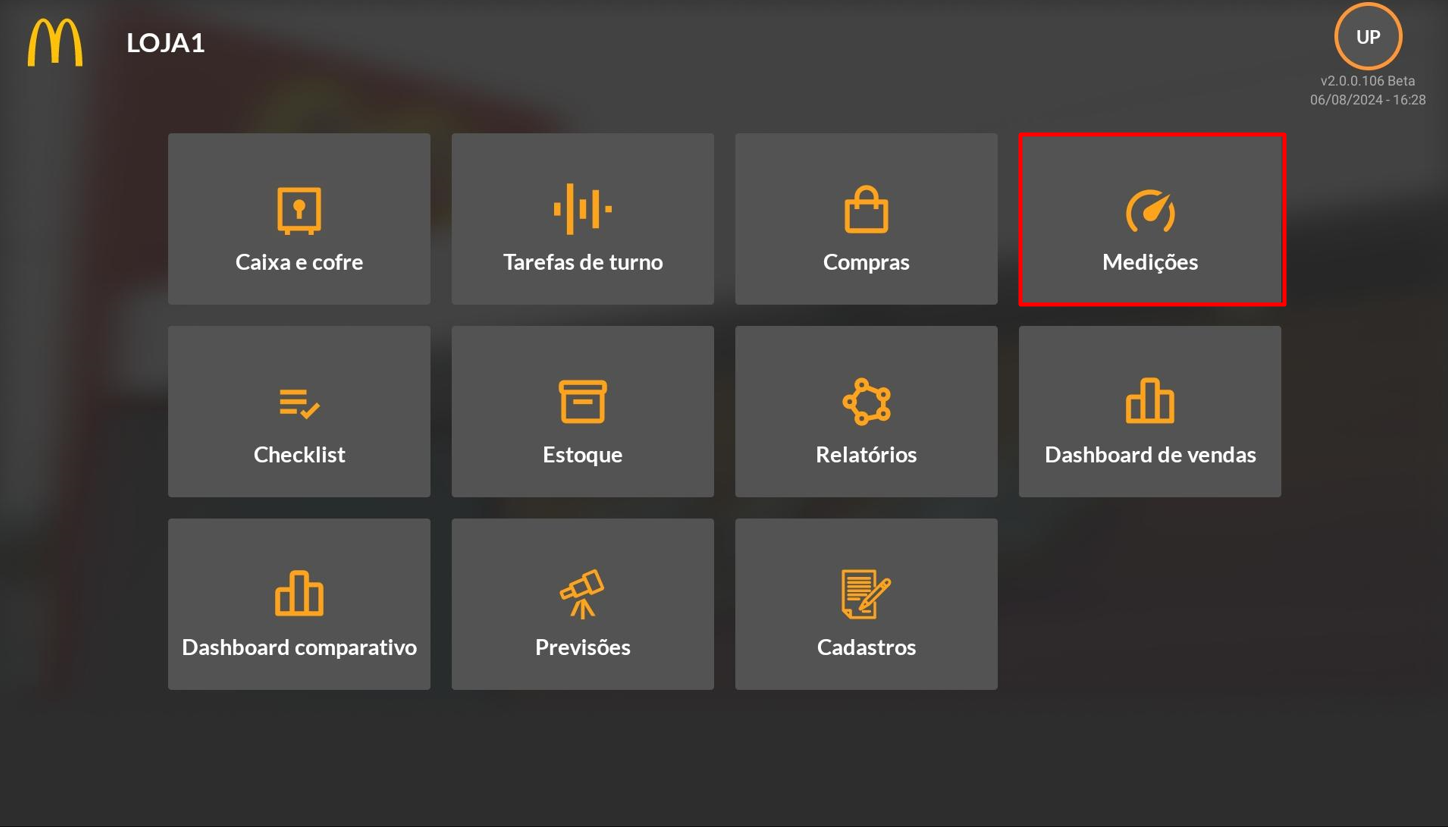 LOJA1
UP
v2.0.0.106 Beta
06/08/2024 - 16:28
Caixa e cofre
Tarefas de turno
Compras
Medições
Checklist
Estoque
Relatórios
Dashboard de vendas
Dashboard comparativo
Previsões
Cadastros